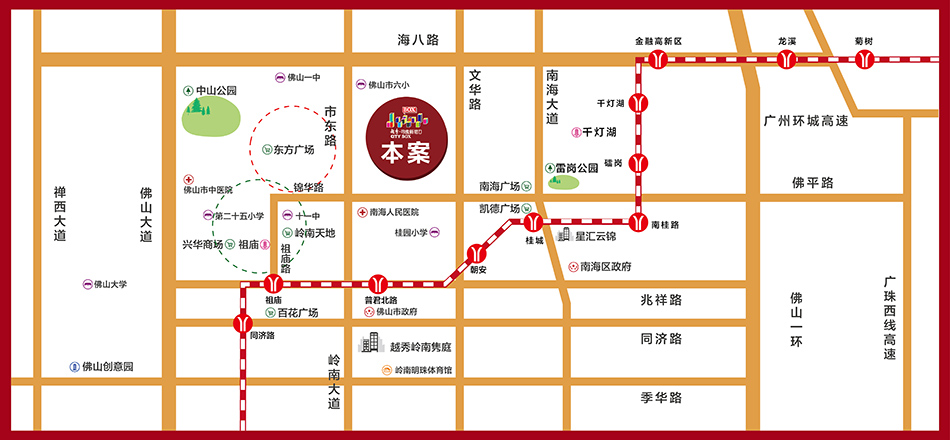 海八路
金融高新区
龙溪
菊树
佛山一中
佛山市六小
文华路
南海大道
中山公园
市东路
千灯湖
BOX
CITY BOX
本案
千灯湖
广州环城高速
东方广场
礌岗
雷岗公园
佛山市中医院
锦华路
南海广场
佛平路
禅西大道
佛山大道
第二十五小学
十一中
南海人民医院
凯德广场
岭南天地
桂园小学
桂城
南桂路
兴华商场
祖庙
祖庙路
星汇云锦
朝安
南海区政府
佛山大学
祖庙
普君北路
兆祥路
佛山一环
广珠西线高速
百花广场
佛山市政府
同济路
同济路
越秀岭南隽庭
佛山创意园
岭南大道
岭南明珠体育馆
季华路